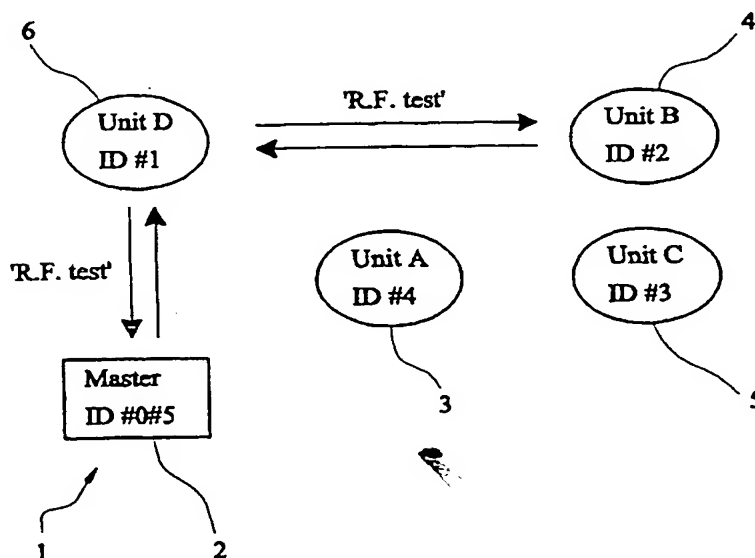 6
4
'R.F. test'
Unit D
ID #1
Unit B
ID #2
'R.F. test'
Unit A
ID #4
Unit C
ID #3
Master
ID #0#5
3
5
1
2